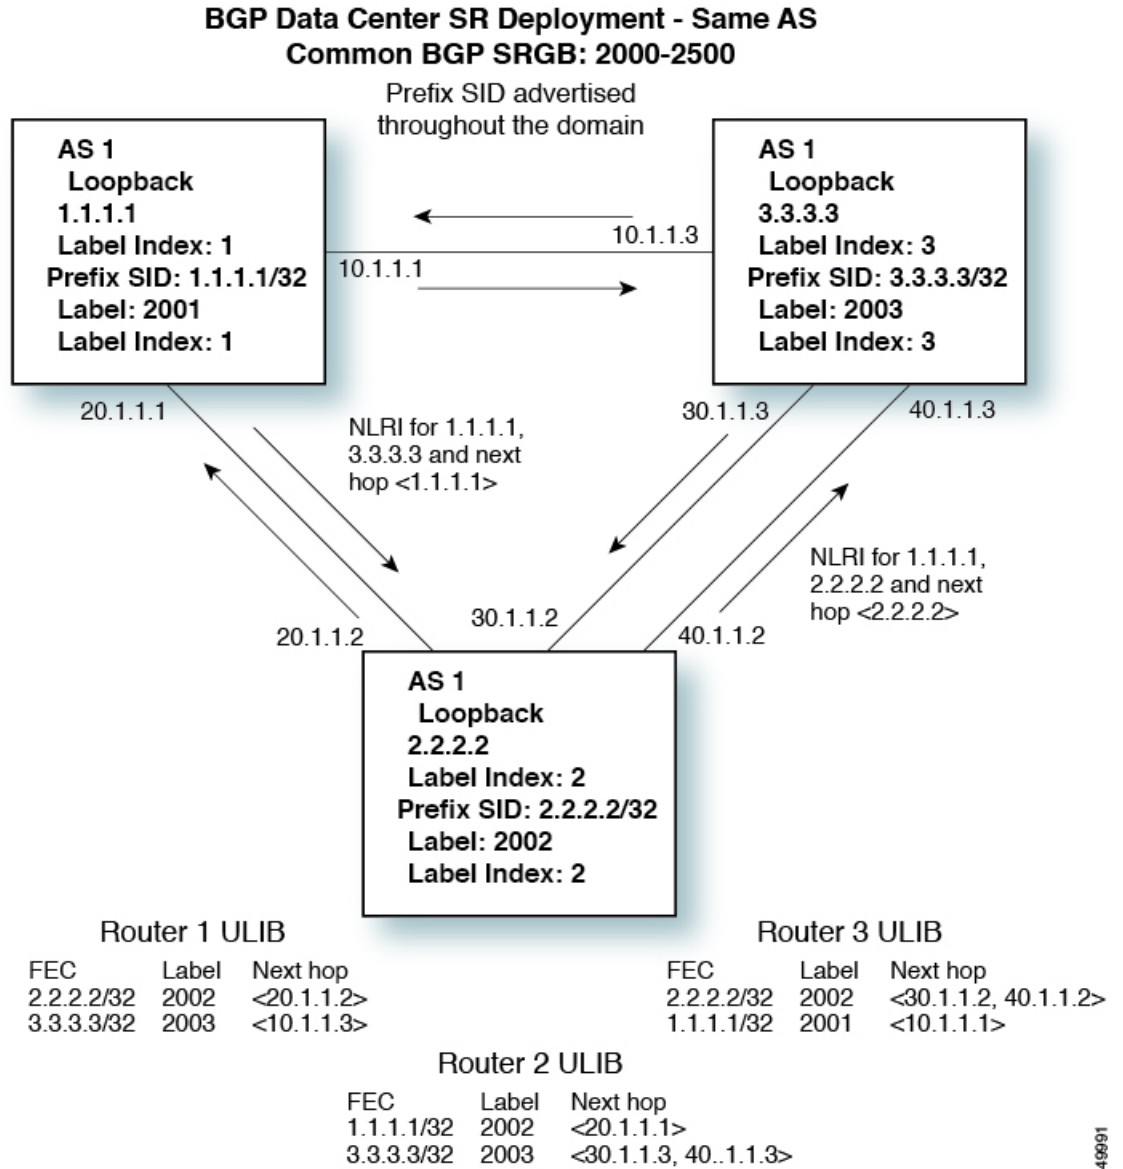 BGP Data Center SR Deployment - Same AS
Common BGP SRGB: 2000-2500
Prefix SID advertised
throughout the domain
AS 1
Loopback
1.1.1.1
Label Index: 1
Prefix SID: 1.1.1.1/32
Label: 2001
Label Index: 1
AS 1
Loopback
3.3.3.3
Label Index: 3
Prefix SID: 3.3.3.3/32
Label: 2003
Label Index: 3
10.1.1.3
10.1.1.1
20.1.1.1
NLRI for 1.1.1.1,
3.3.3.3 and next
hop <1.1.1.1>
30.1.1.3
40.1.1.3
NLRI for 1.1.1.1,
2.2.2.2 and next
hop <2.2.2.2>
20.1.1.2
30.1.1.2
40.1.1.2
AS 1
Loopback
2.2.2.2
Label Index: 2
Prefix SID: 2.2.2.2/32
Label: 2002
Label Index: 2
Router 1 ULIB
FEC Label Next hop
2.2.2.2/32 2002 <20.1.1.2>
3.3.3.3/32 2003 <10.1.1.3>
Router 3 ULIB
FEC Label Next hop
2.2.2.2/32 2002 <30.1.1.2, 40.1.1.2>
1.1.1.1/32 2001 <10.1.1.1>
Router 2 ULIB
FEC Label Next hop
1.1.1.1/32 2002 <20.1.1.1>
3.3.3.3/32 2003 <30.1.1.3, 40..1.1.3>
49991